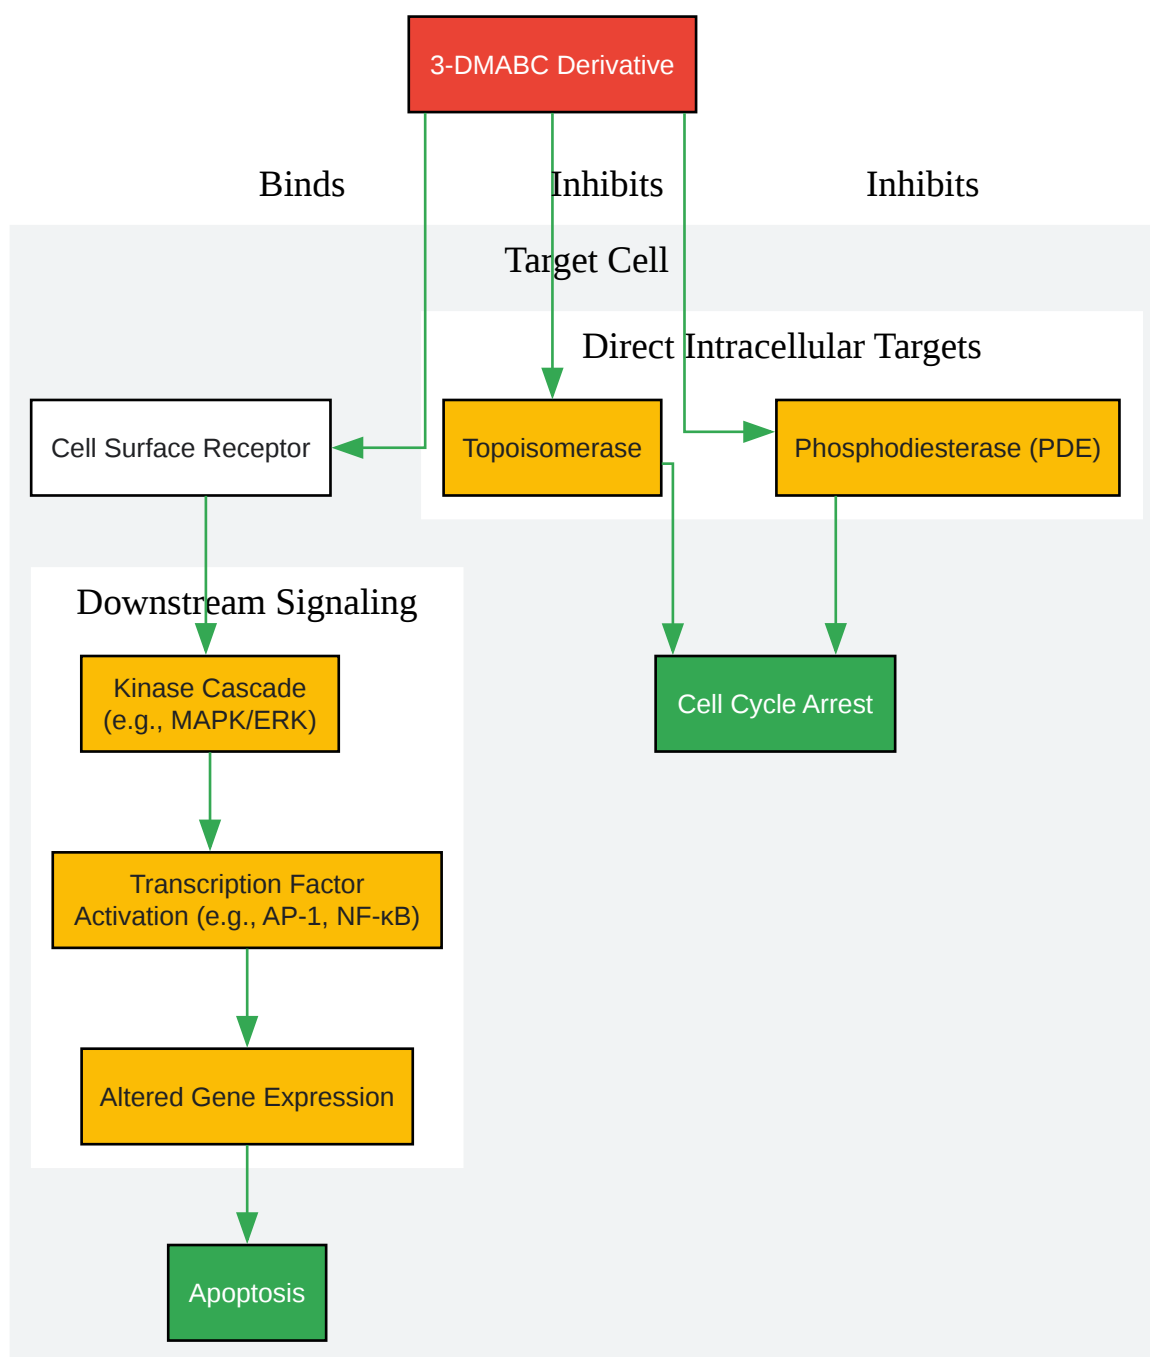 3-DMABC Derivative
Binds
Inhibits
Inhibits
Target Cell
Direct Intracellular Targets
Cell Surface Receptor
Topoisomerase
Phosphodiesterase (PDE)
Downstream Signaling
Kinase Cascade
(e.g., MAPK/ERK)
Cell Cycle Arrest
Transcription Factor
Activation (e.g., AP-1, NF-κB)
Altered Gene Expression
Apoptosis